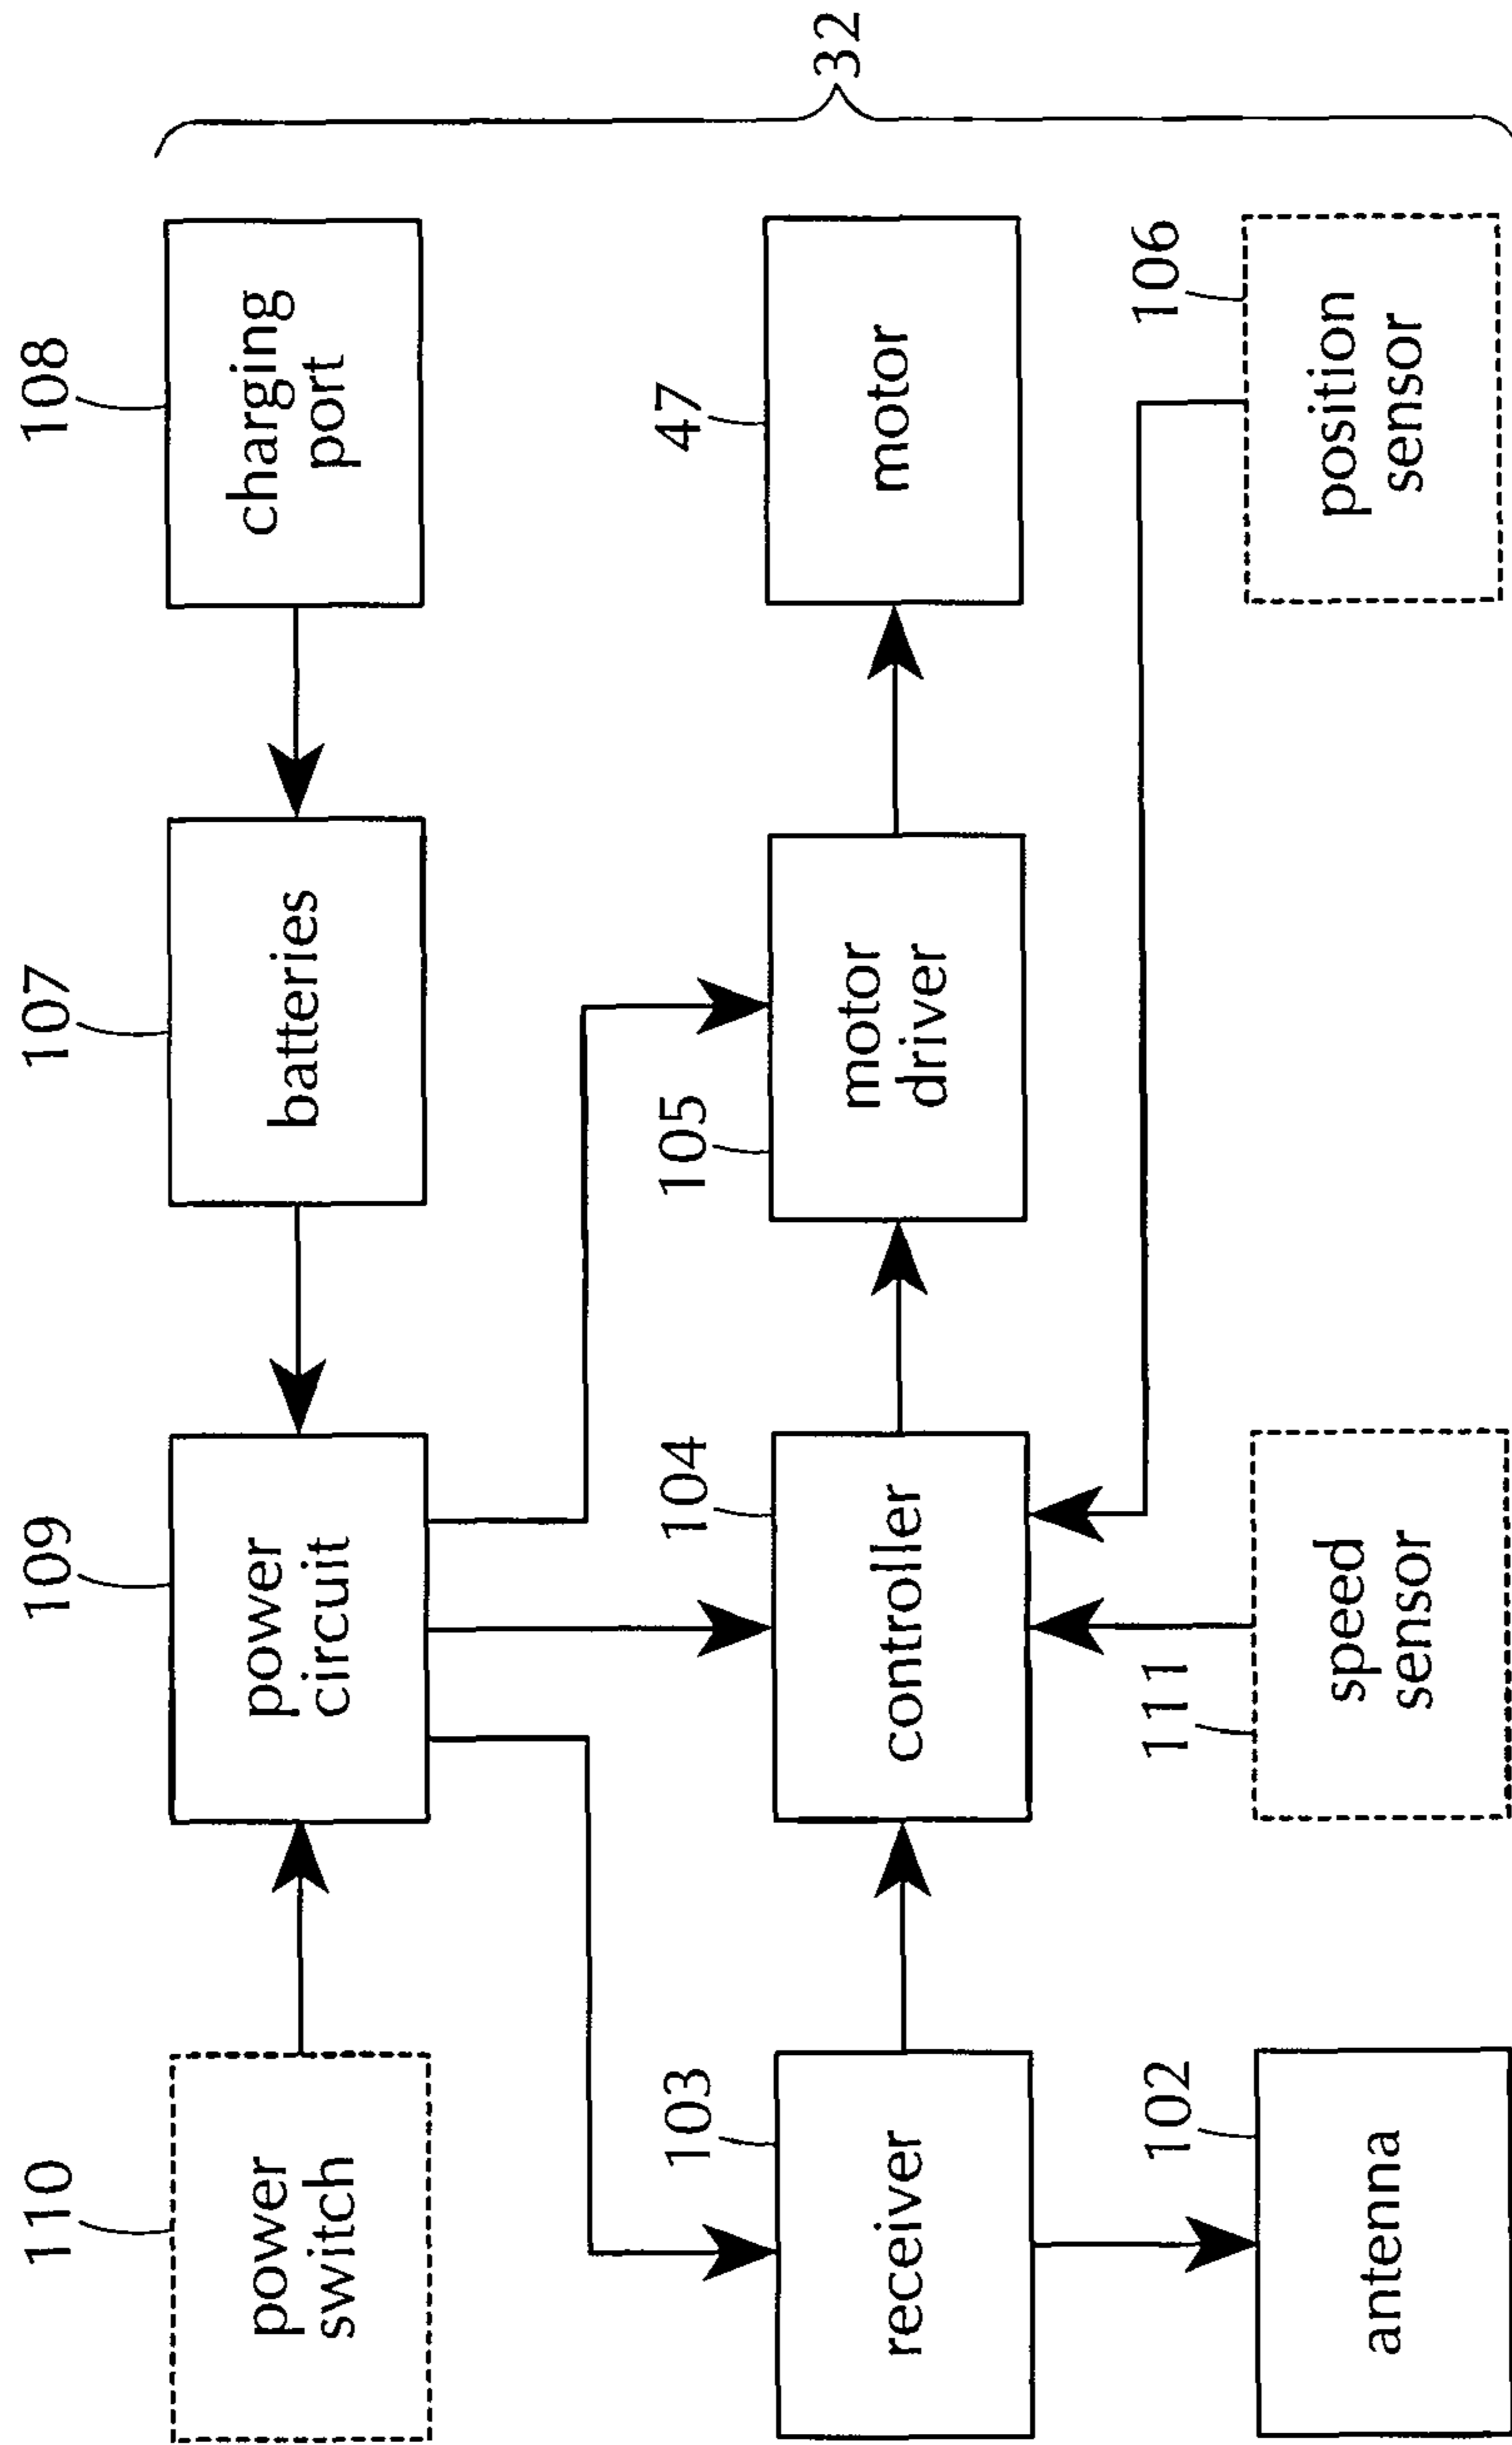 110
power
switch
109
power
circuit
107
batteries
108
charging
port
103
receiver
104
controller
105
motor
driver
47
motor
102
antenna
111
speed
sensor
106
position
sensor
32